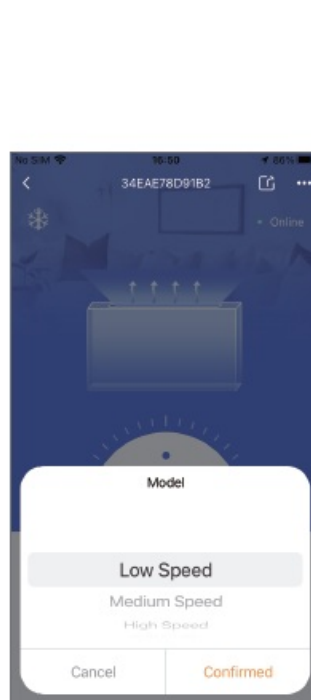 No SIM 16:50 86%
34EAE78D91B2
Online
Model
Low Speed
Medium Speed
High Speed
Cancel Confirmed